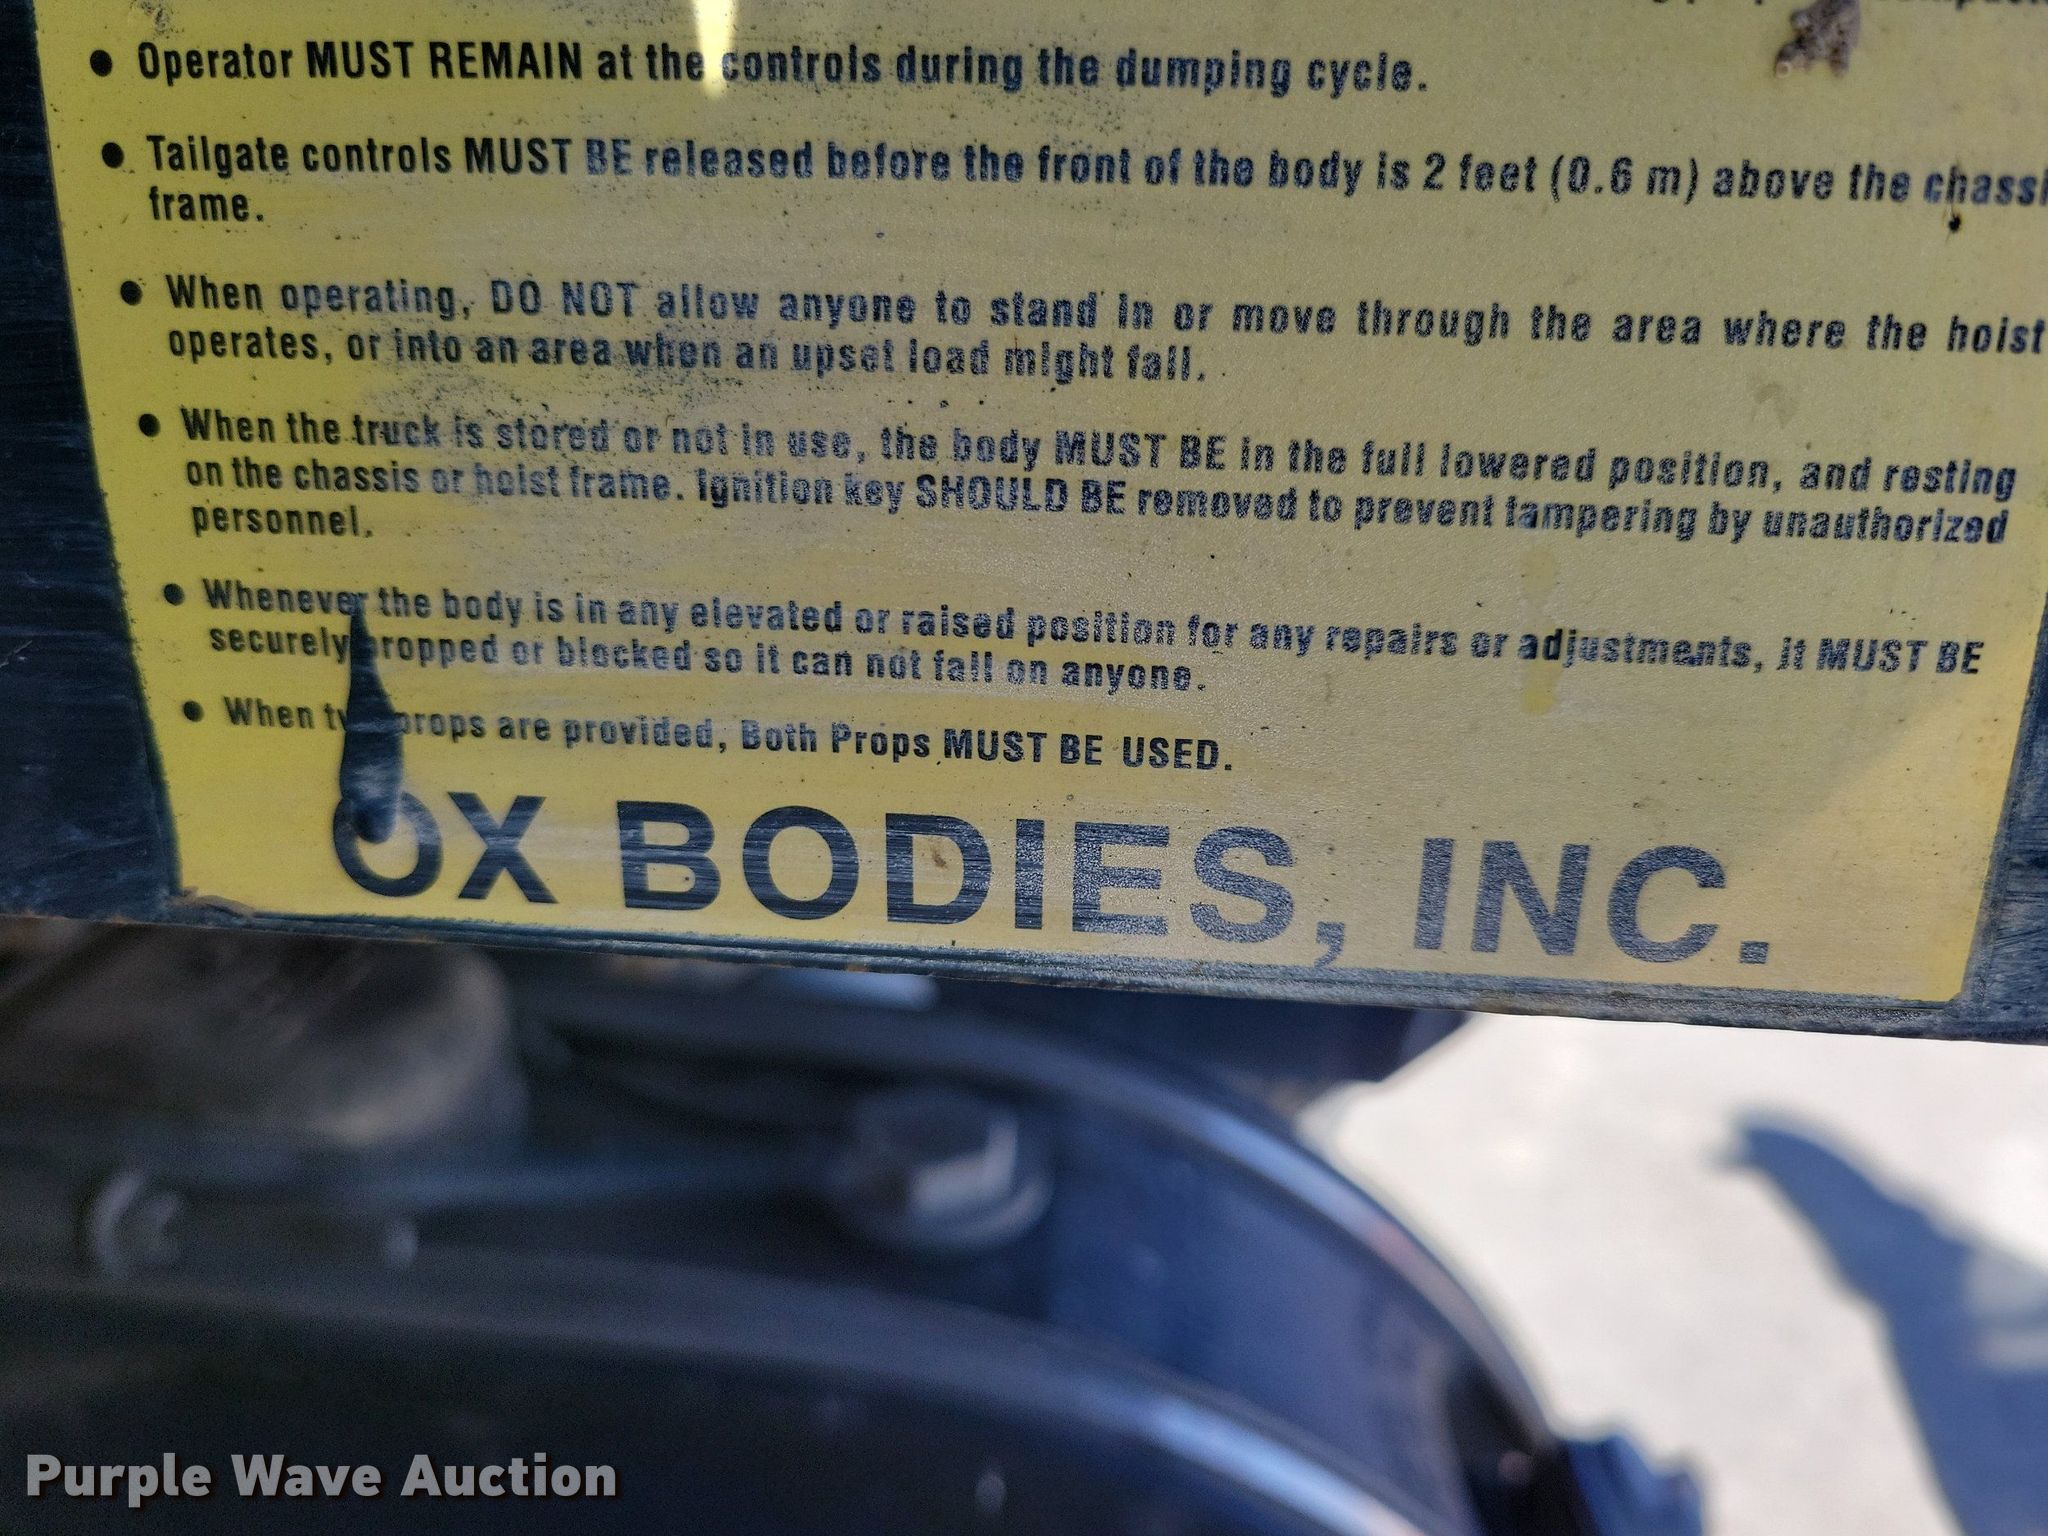 • Operator MUST REMAIN at the controls during the dumping cycle.
• Tailgate controls MUST BE released before the front of the body is 2 feet (0.6 m) above the chassi
frame.
• When operating, DO NOT allow anyone to stand in or move through the area where the hoist
operates, or into an area when an upset load might fall.
• When the truck is stored or not in use, the body MUST BE in the full lowered position, and resting
on the chassis or hoist frame. Ignition key SHOULD BE removed to prevent tampering by unauthorized
personnel.
• Whenever the body is in any elevated or raised position for any repairs or adjustments, it MUST BE
securely propped or blocked so it can not fall on anyone.
• When props are provided, Both Props MUST BE USED.
OX BODIES, INC.
Purple Wave Auction